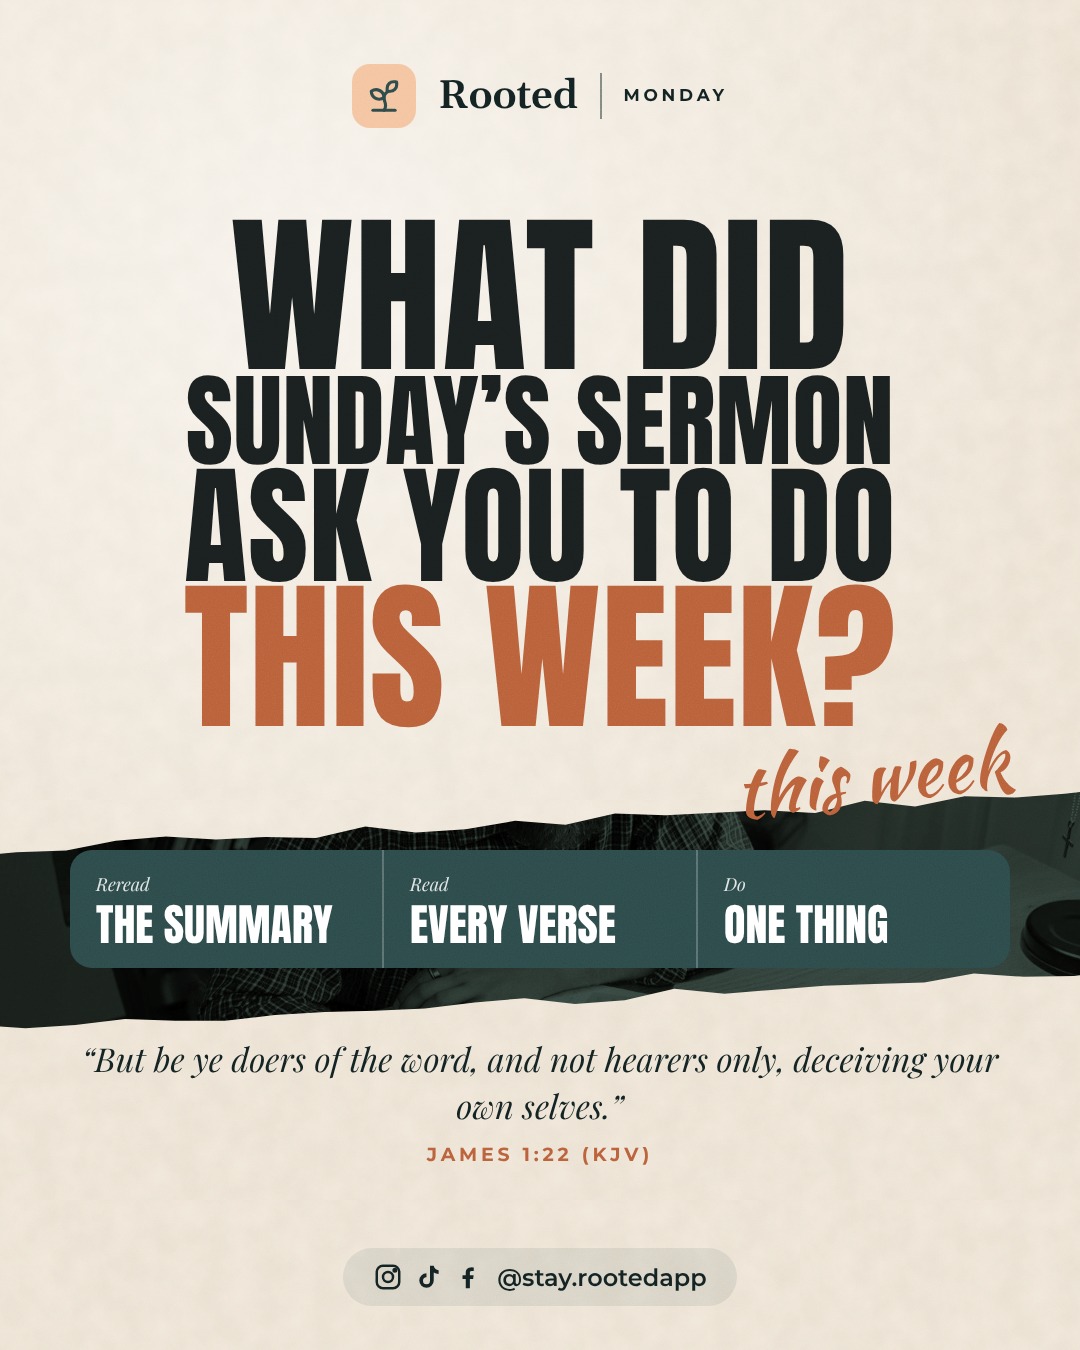 Rooted | MONDAY
WHAT DID
SUNDAY’S SERMON
ASK YOU TO DO
THIS WEEK?
this week
Reread
THE SUMMARY
Read
EVERY VERSE
Do
ONE THING
“But be ye doers of the word, and not hearers only, deceiving your
own selves.”
JAMES 1:22 (KJV)
@stay.rootedapp